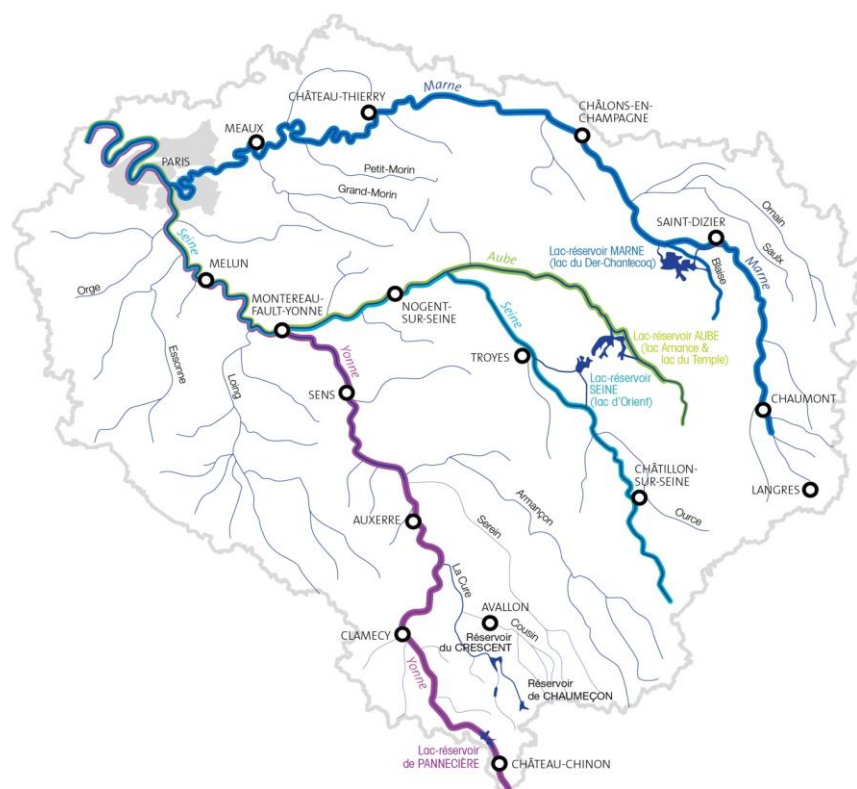 Marne
CHÂTEAU-THIERRY
CHÂLONS-EN-
CHAMPAGNE
MEAUX
PARIS
Petit-Morin
Grand-Morin
Ornain
Saulx
SAINT-DIZIER
Lac-réservoir MARNE
(lac du Der-Chantecoq)
Blaise
Marne
Seine
Aube
MELUN
Orge
MONTEREAU-
FAULT-YONNE
NOGENT-
SUR-SEINE
Seine
Lac-réservoir AUBE
(lac Amance &
lac du Temple)
TROYES
Lac-réservoir
SEINE
(lac d'Orient)
Essonne
Loing
Yonne
SENS
CHAUMONT
CHÂTILLON-
SUR-SEINE
LANGRES
Ource
Armançon
Serein
AUXERRE
La Cure
AVALLON
Cousin
CLAMECY
Réservoir
du CRESCENT
Yonne
Réservoir
de CHAUMEÇON
Lac-réservoir
de PANNECIÈRE
CHÂTEAU-CHINON